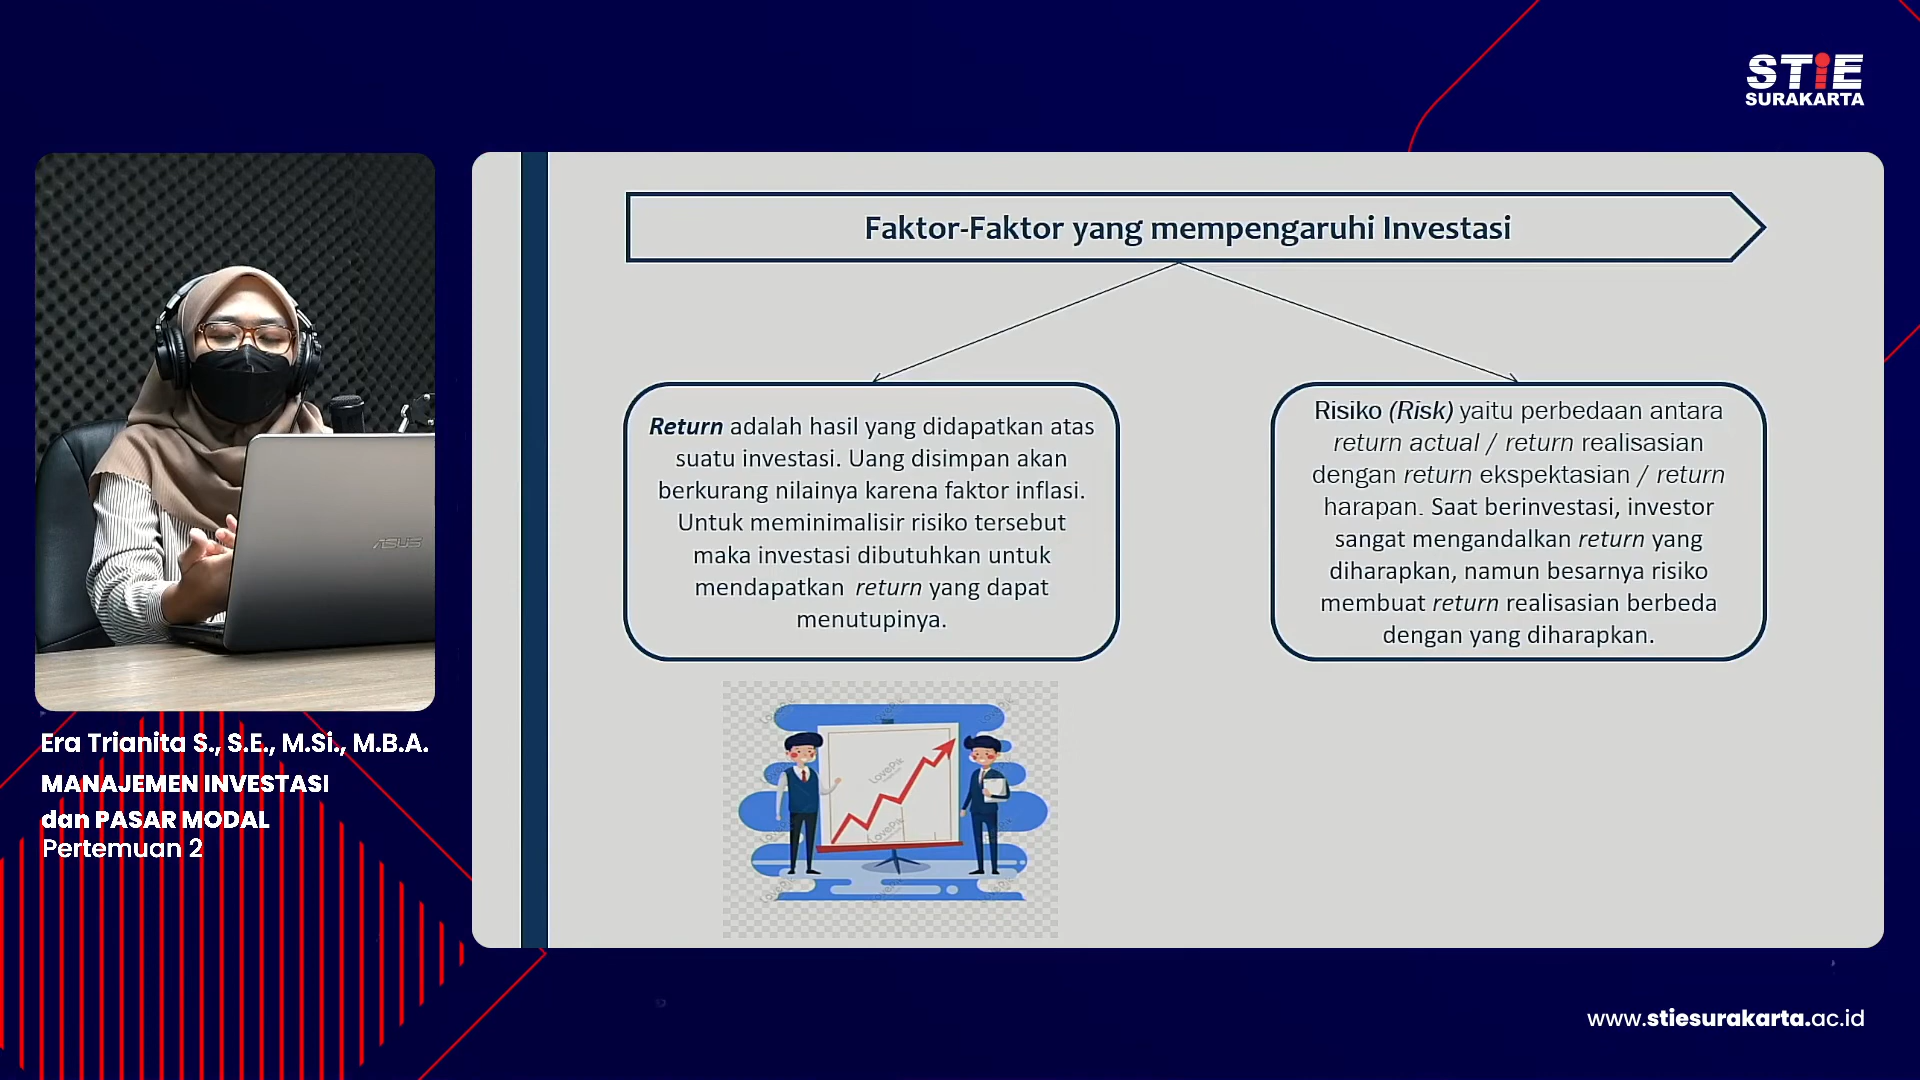 STiE
SURAKARTA
Faktor-Faktor yang mempengaruhi Investasi
Return adalah hasil yang didapatkan atas
suatu investasi. Uang disimpan akan
berkurang nilainya karena faktor inflasi.
Untuk meminimalisir risiko tersebut
maka investasi dibutuhkan untuk
mendapatkan return yang dapat
menutupinya.
Risiko (Risk) yaitu perbedaan antara
return actual / return realisasian
dengan return ekspektasian / return
harapan. Saat berinvestasi, investor
sangat mengandalkan return yang
diharapkan, namun besarnya risiko
membuat return realisasian berbeda
dengan yang diharapkan.
ASUS
LovePik
LovePik
Era Trianita S., S.E., M.Si., M.B.A.
MANAJEMEN INVESTASI
dan PASAR MODAL
Pertemuan 2
www.stiesurakarta.ac.id